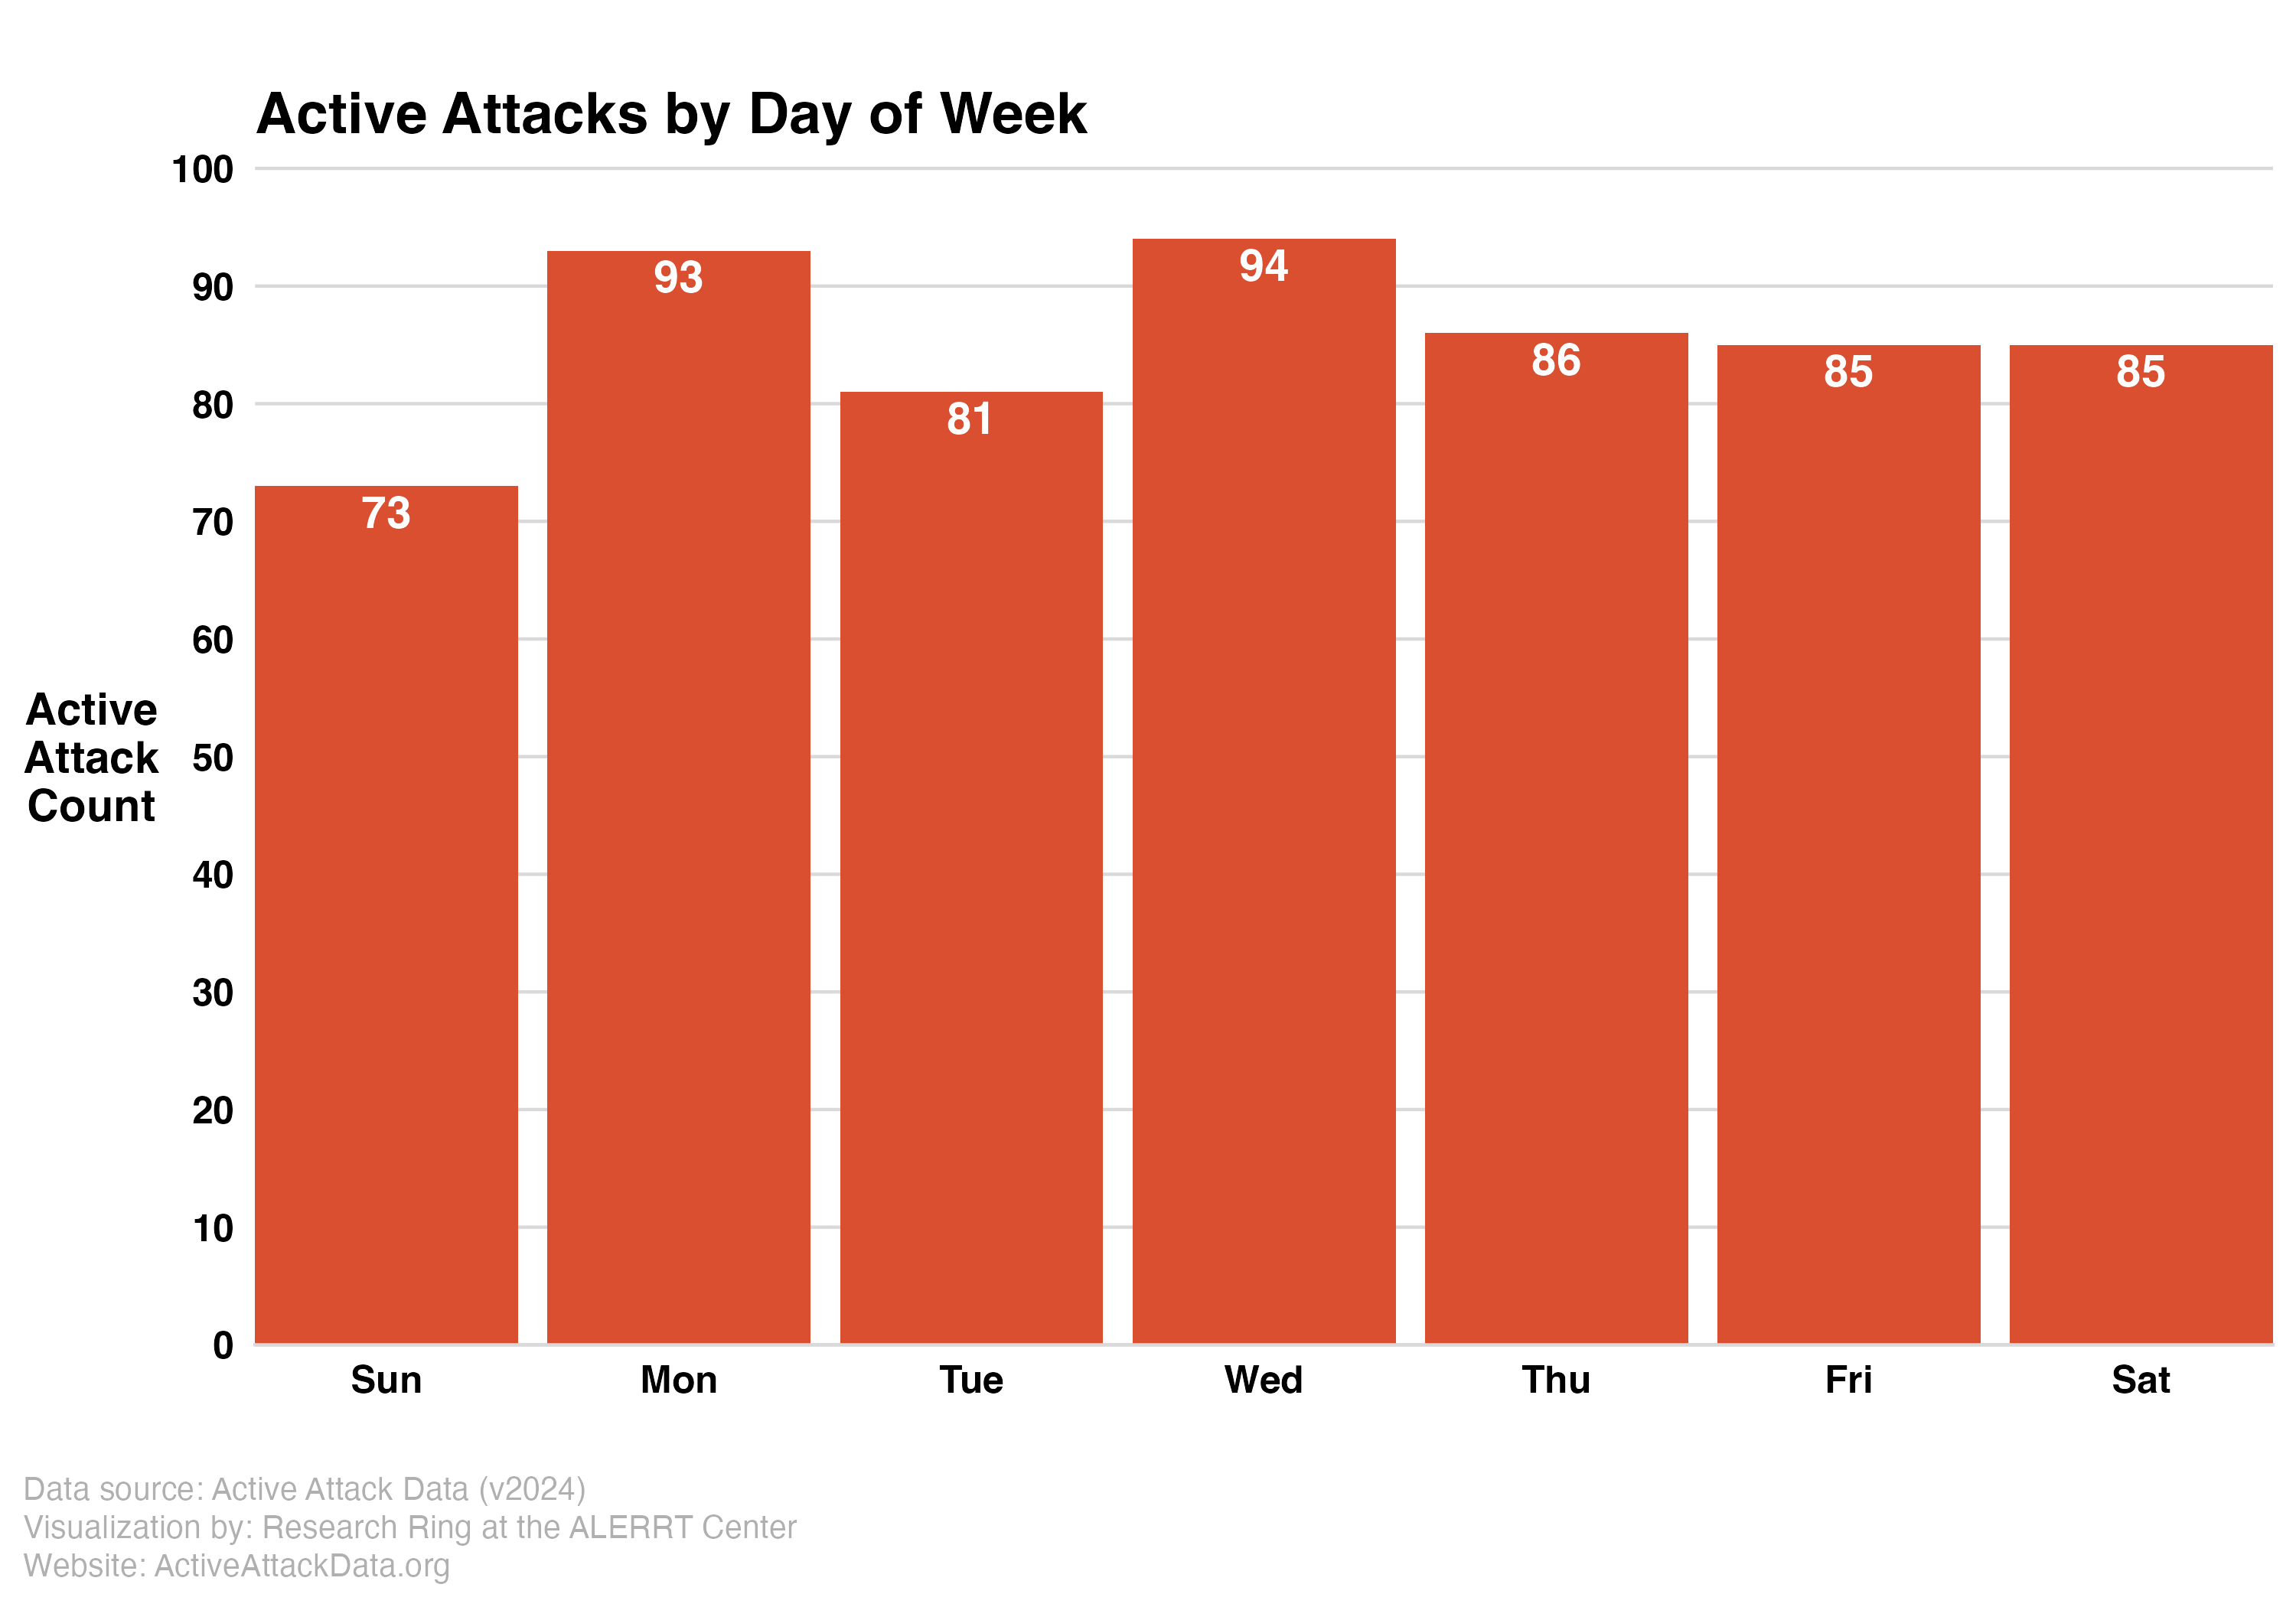 Active Attacks by Day of Week
100
90
80
70
60
50
40
30
20
10
0
Active
Attack
Count
73
93
81
94
86
85
85
Sun Mon Tue Wed Thu Fri Sat
Data source: Active Attack Data (v2024)
Visualization by: Research Ring at the ALERRT Center
Website: ActiveAttackData.org